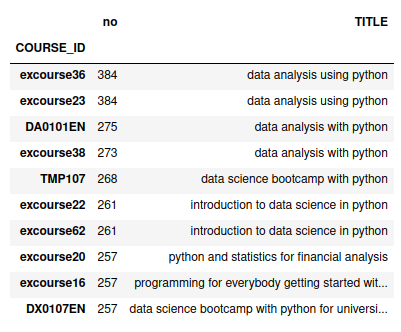 no TITLE
COURSE_ID
excourse36 384 data analysis using python
excourse23 384 data analysis using python
DA0101EN 275 data analysis with python
excourse38 273 data analysis with python
TMP107 268 data science bootcamp with python
excourse22 261 introduction to data science in python
excourse62 261 introduction to data science in python
excourse20 257 python and statistics for financial analysis
excourse16 257 programming for everybody getting started wit...
DX0107EN 257 data science bootcamp with python for universi...